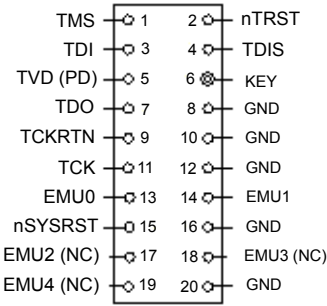 TMS 1 2 nTRST
TDI 3 4 TDIS
TVD (PD) 5 6 KEY
TDO 7 8 GND
TCKRTN 9 10 GND
TCK 11 12 GND
EMU0 13 14 EMU1
nSYSRST 15 16 GND
EMU2 (NC) 17 18 EMU3 (NC)
EMU4 (NC) 19 20 GND